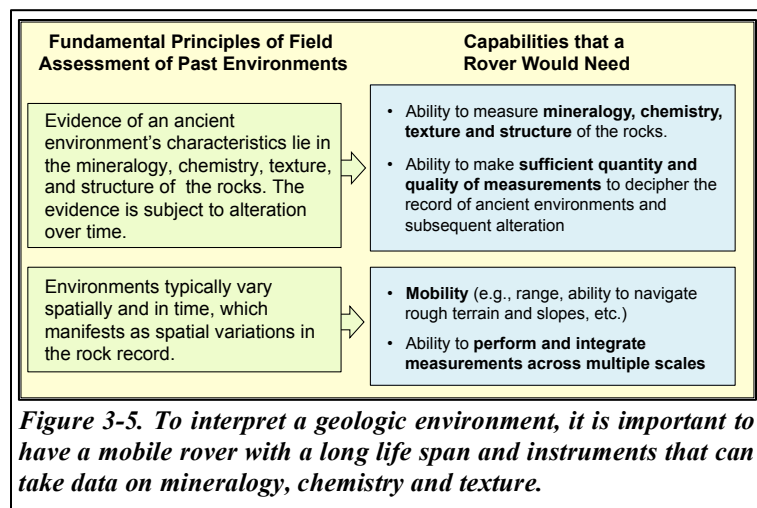 Fundamental Principles of Field
Assessment of Past Environments
Capabilities that a
Rover Would Need
Evidence of an ancient
environment's characteristics lie in
the mineralogy, chemistry, texture,
and structure of the rocks. The
evidence is subject to alteration
over time.
• Ability to measure mineralogy, chemistry,
texture and structure of the rocks.
• Ability to make sufficient quantity and
quality of measurements to decipher the
record of ancient environments and
subsequent alteration
Environments typically vary
spatially and in time, which
manifests as spatial variations in
the rock record.
• Mobility (e.g., range, ability to navigate
rough terrain and slopes, etc.)
• Ability to perform and integrate
measurements across multiple scales
Figure 3-5. To interpret a geologic environment, it is important to
have a mobile rover with a long life span and instruments that can
take data on mineralogy, chemistry and texture.